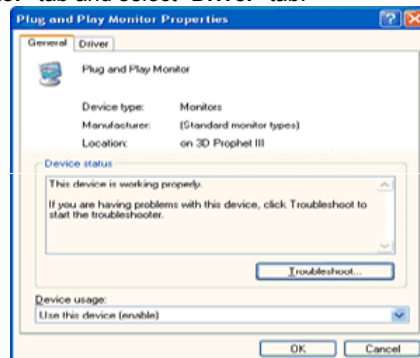 tab and select "Driver" tab.
Plug and Play Monitor Properties
General Driver
Plug and Play Monitor
Device type: Monitors
Manufacturer: (Standard monitor types)
Location: on 3D Prophet III
Device status
This device is working properly.
If you are having problems with this device, click Troubleshoot to
start the troubleshooter.
Troubleshoot...
Device usage:
Use this device (enable)
OK Cancel